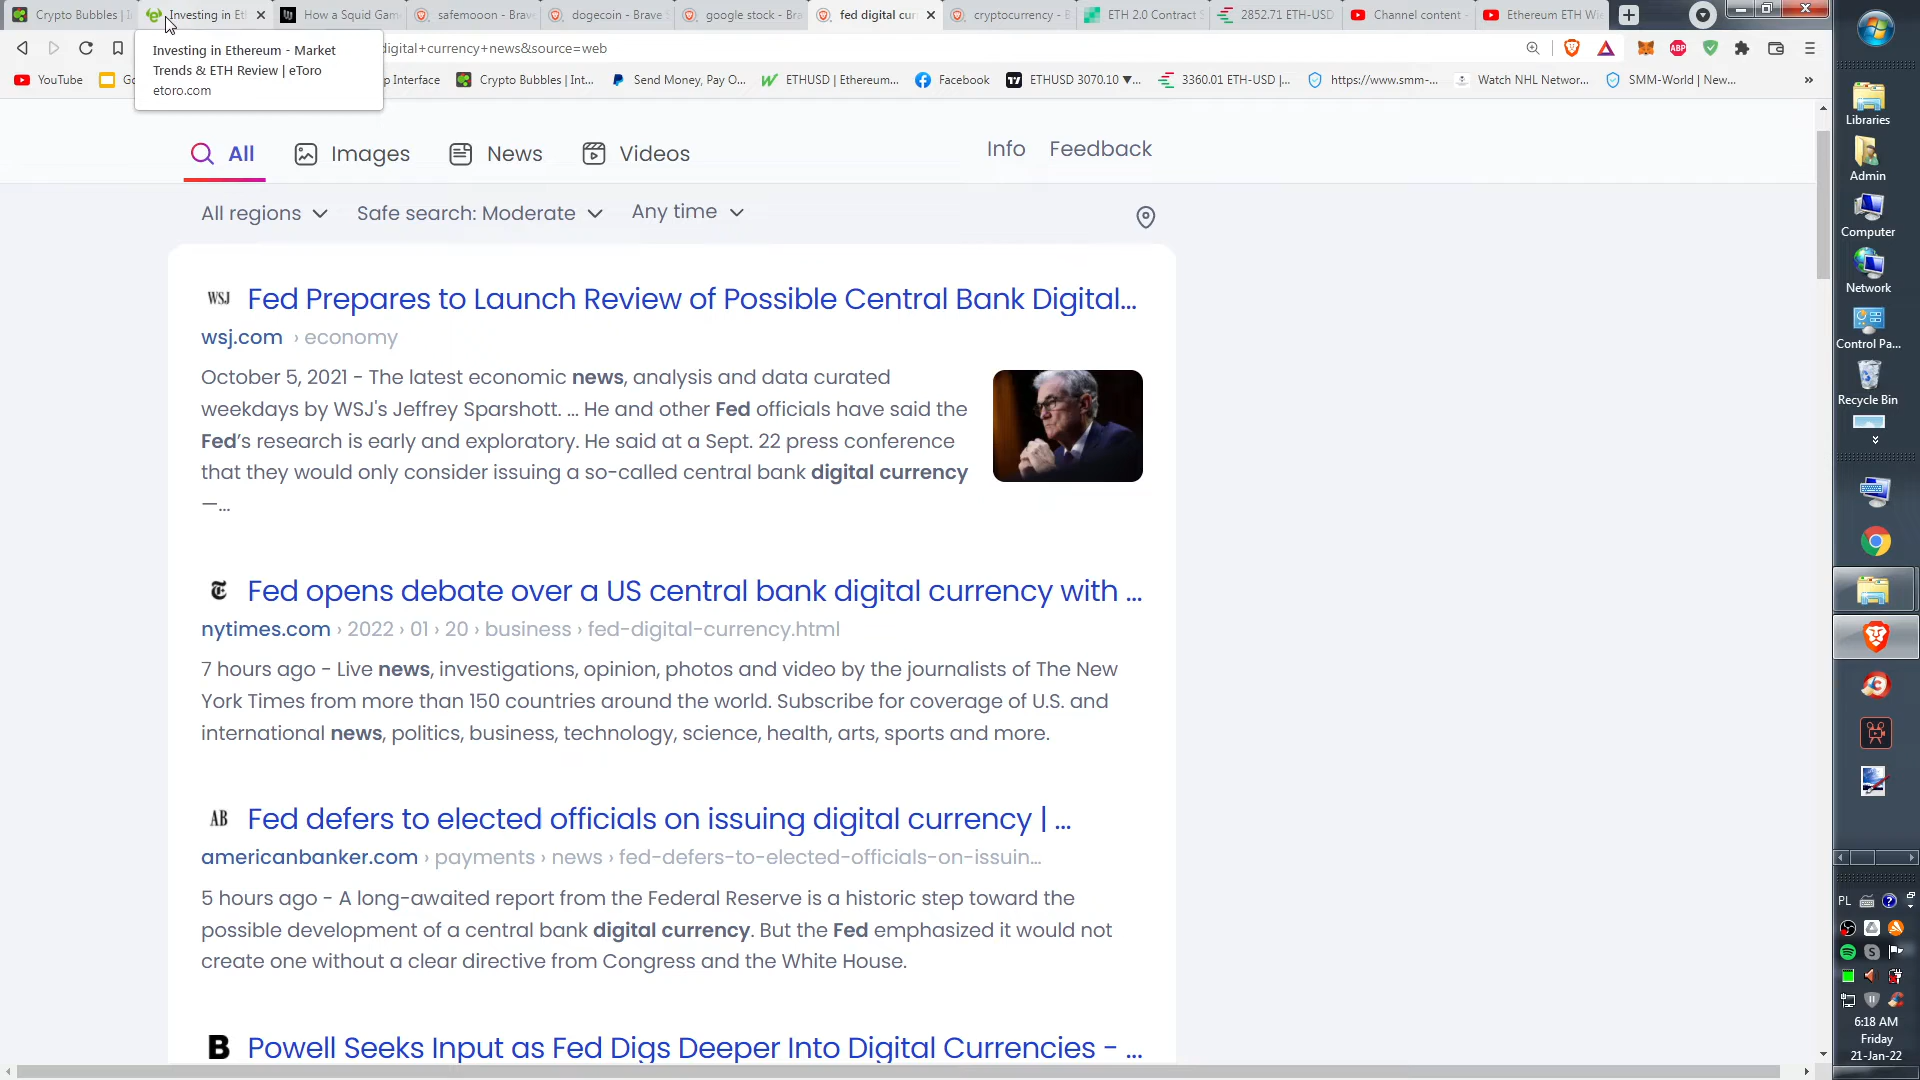 Crypto Bubbles | I
Investing in Et
How a Squid Gam
safemooon - Brav
dogecoin - Brave S
google stock - Bra
fed digital cur
cryptocurrency - B
ETH 2.0 Contract S
2852.71 ETH-USD
Channel content -
Ethereum ETH Wi
digital+currency+news&source=web
Investing in Ethereum - Market
Trends & ETH Review | eToro
etoro.com
YouTube
Go
p Interface
Crypto Bubbles | Int...
Send Money, Pay O...
ETHUSD | Ethereum...
Facebook
ETHUSD 3070.10 ▼...
3360.01 ETH-USD |...
https://www.smm-...
Watch NHL Networ...
SMM-World | New...
»
All
Images
News
Videos
Info
Feedback
All regions
Safe search: Moderate
Any time
WSJ
Fed Prepares to Launch Review of Possible Central Bank Digital...
wsj.com › economy
October 5, 2021 - The latest economic news, analysis and data curated
weekdays by WSJ's Jeffrey Sparshott. ... He and other Fed officials have said the
Fed’s research is early and exploratory. He said at a Sept. 22 press conference
that they would only consider issuing a so-called central bank digital currency
—...
Fed opens debate over a US central bank digital currency with ...
nytimes.com › 2022 › 01 › 20 › business › fed-digital-currency.html
7 hours ago - Live news, investigations, opinion, photos and video by the journalists of The New
York Times from more than 150 countries around the world. Subscribe for coverage of U.S. and
international news, politics, business, technology, science, health, arts, sports and more.
AB
Fed defers to elected officials on issuing digital currency | ...
americanbanker.com › payments › news › fed-defers-to-elected-officials-on-issuin...
5 hours ago - A long-awaited report from the Federal Reserve is a historic step toward the
possible development of a central bank digital currency. But the Fed emphasized it would not
create one without a clear directive from Congress and the White House.
B
Powell Seeks Input as Fed Digs Deeper Into Digital Currencies - ...
Libraries
Admin
Computer
Network
Control Pa...
Recycle Bin
PL
6:18 AM
Friday
21-Jan-22